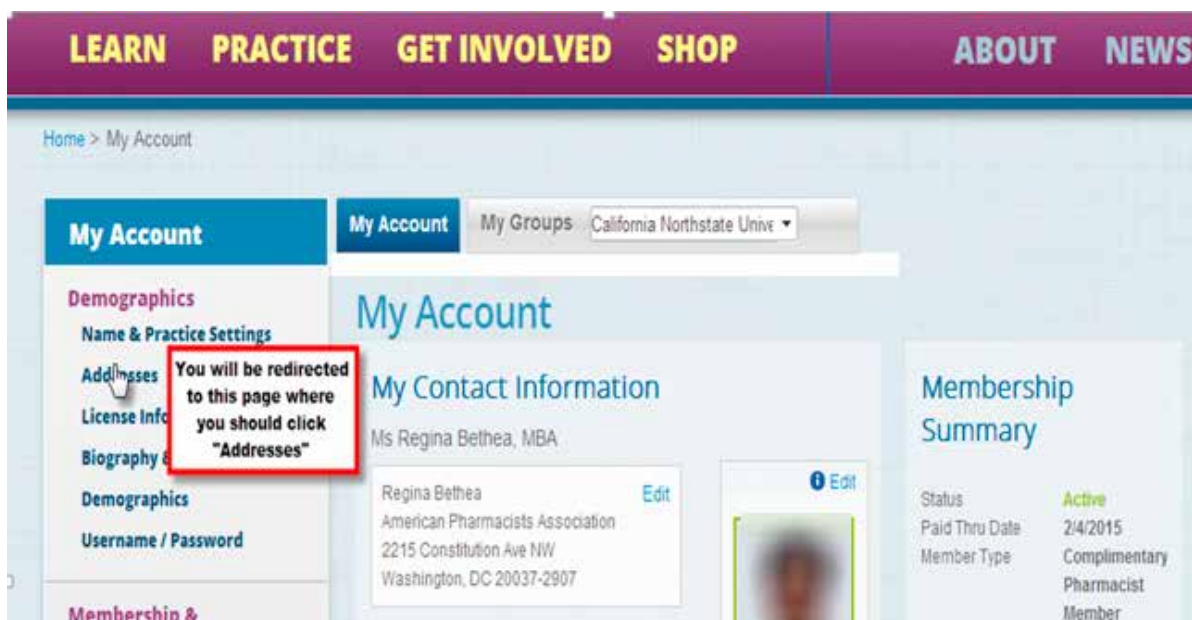 LEARN PRACTICE GET INVOLVED SHOP ABOUT NEWS
Home > My Account
My Account
Demographics
Name & Practice Settings
Addresses
License Info
Biography &
Demographics
Username / Password
Membership &
You will be redirected
to this page where
you should click
"Addresses"
My Account My Groups California Northstate Unive
My Account
My Contact Information
Ms Regina Bethea, MBA
Regina Bethea Edit
American Pharmacists Association
2215 Constitution Ave NW
Washington, DC 20037-2907
Edit
Membership
Summary
Status Active
Paid Thru Date 2/4/2015
Member Type Complimentary
Pharmacist
Member